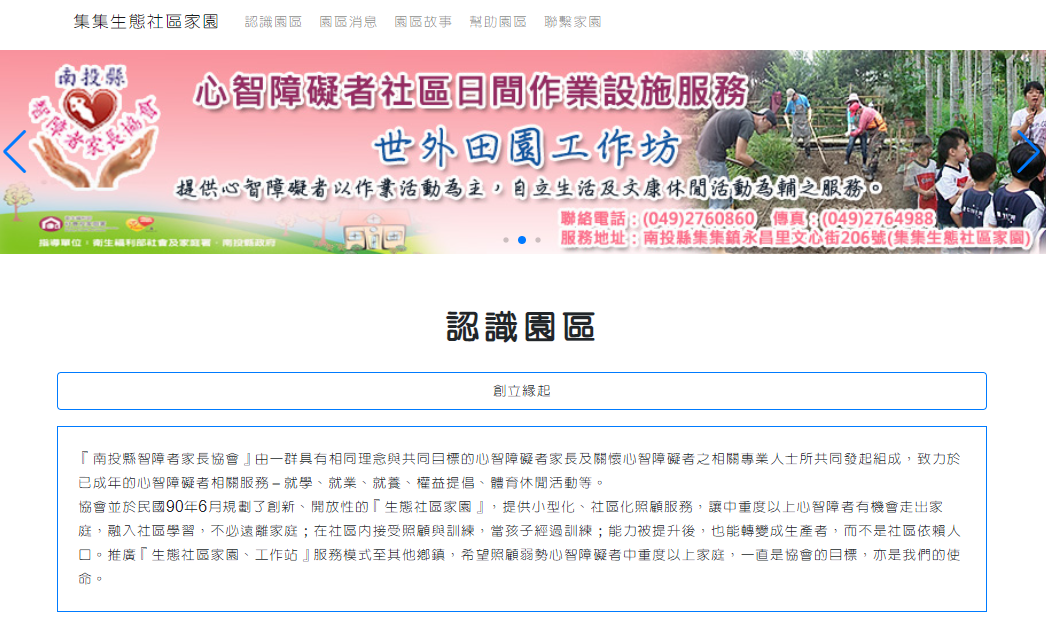 集集生態社區家園 認識園區 園區消息 園區故事 幫助園區 聯繫家園
南投縣
智障者家長協會
心智障礙者社區日間作業設施服務
世外田園工作坊
提供心智障礙者以作業活動為主，自立生活及文康休閒活動為輔之服務。
聯絡電話：(049)2760860 傳真：(049)2764988
服務地址：南投縣集集鎮永昌里文心街206號(集集生態社區家園)
指導單位：衛生福利部社會及家庭署、南投縣政府
認識園區
創立緣起
『南投縣智障者家長協會』由一群具有相同理念與共同目標的心智障礙者家長及關懷心智障礙者之相關專業人士所共同發起組成，致力於
已成年的心智障礙者相關服務–就學、就業、就養、權益提倡、體育休閒活動等。
協會並於民國90年6月規劃了創新、開放性的『生態社區家園』，提供小型化、社區化照顧服務，讓中重度以上心智障者有機會走出家
庭，融入社區學習，不必遠離家庭；在社區內接受照顧與訓練，當孩子經過訓練；能力被提升後，也能轉變成生產者，而不是社區依賴人
口。推廣『生態社區家園、工作站』服務模式至其他鄉鎮，希望照顧弱勢心智障礙者中重度以上家庭，一直是協會的目標，亦是我們的使
命。